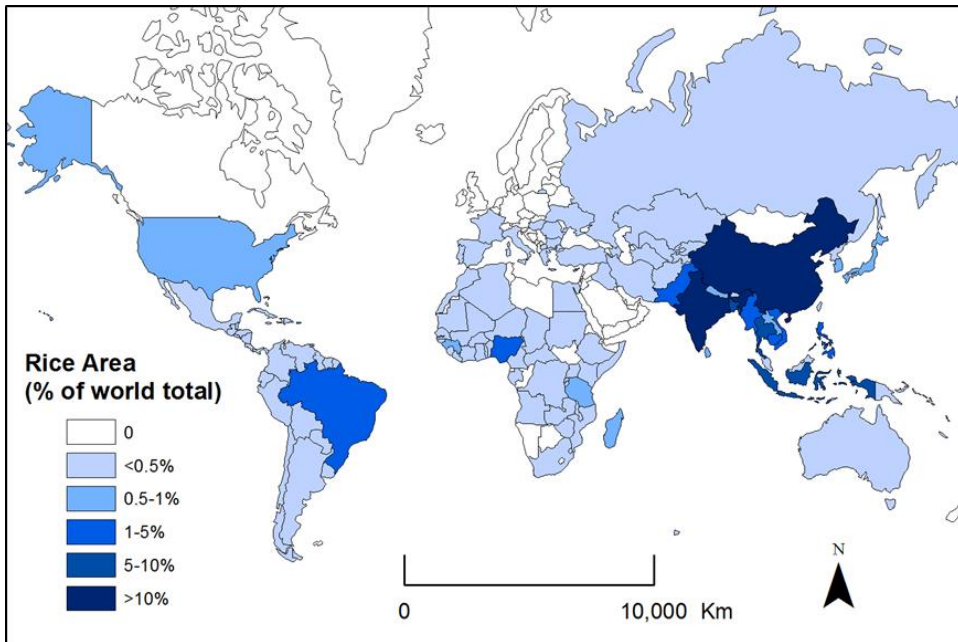 Rice Area
(% of world total)
0
<0.5%
0.5-1%
1-5%
5-10%
>10%
0
10,000 Km
N